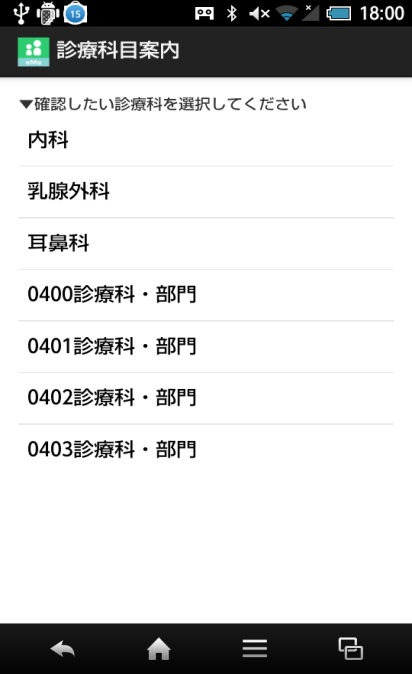 15
18:00
eMa
診療科目案内
▼確認したい診療科を選択してください
内科
乳腺外科
耳鼻科
0400診療科・部門
0401診療科・部門
0402診療科・部門
0403診療科・部門